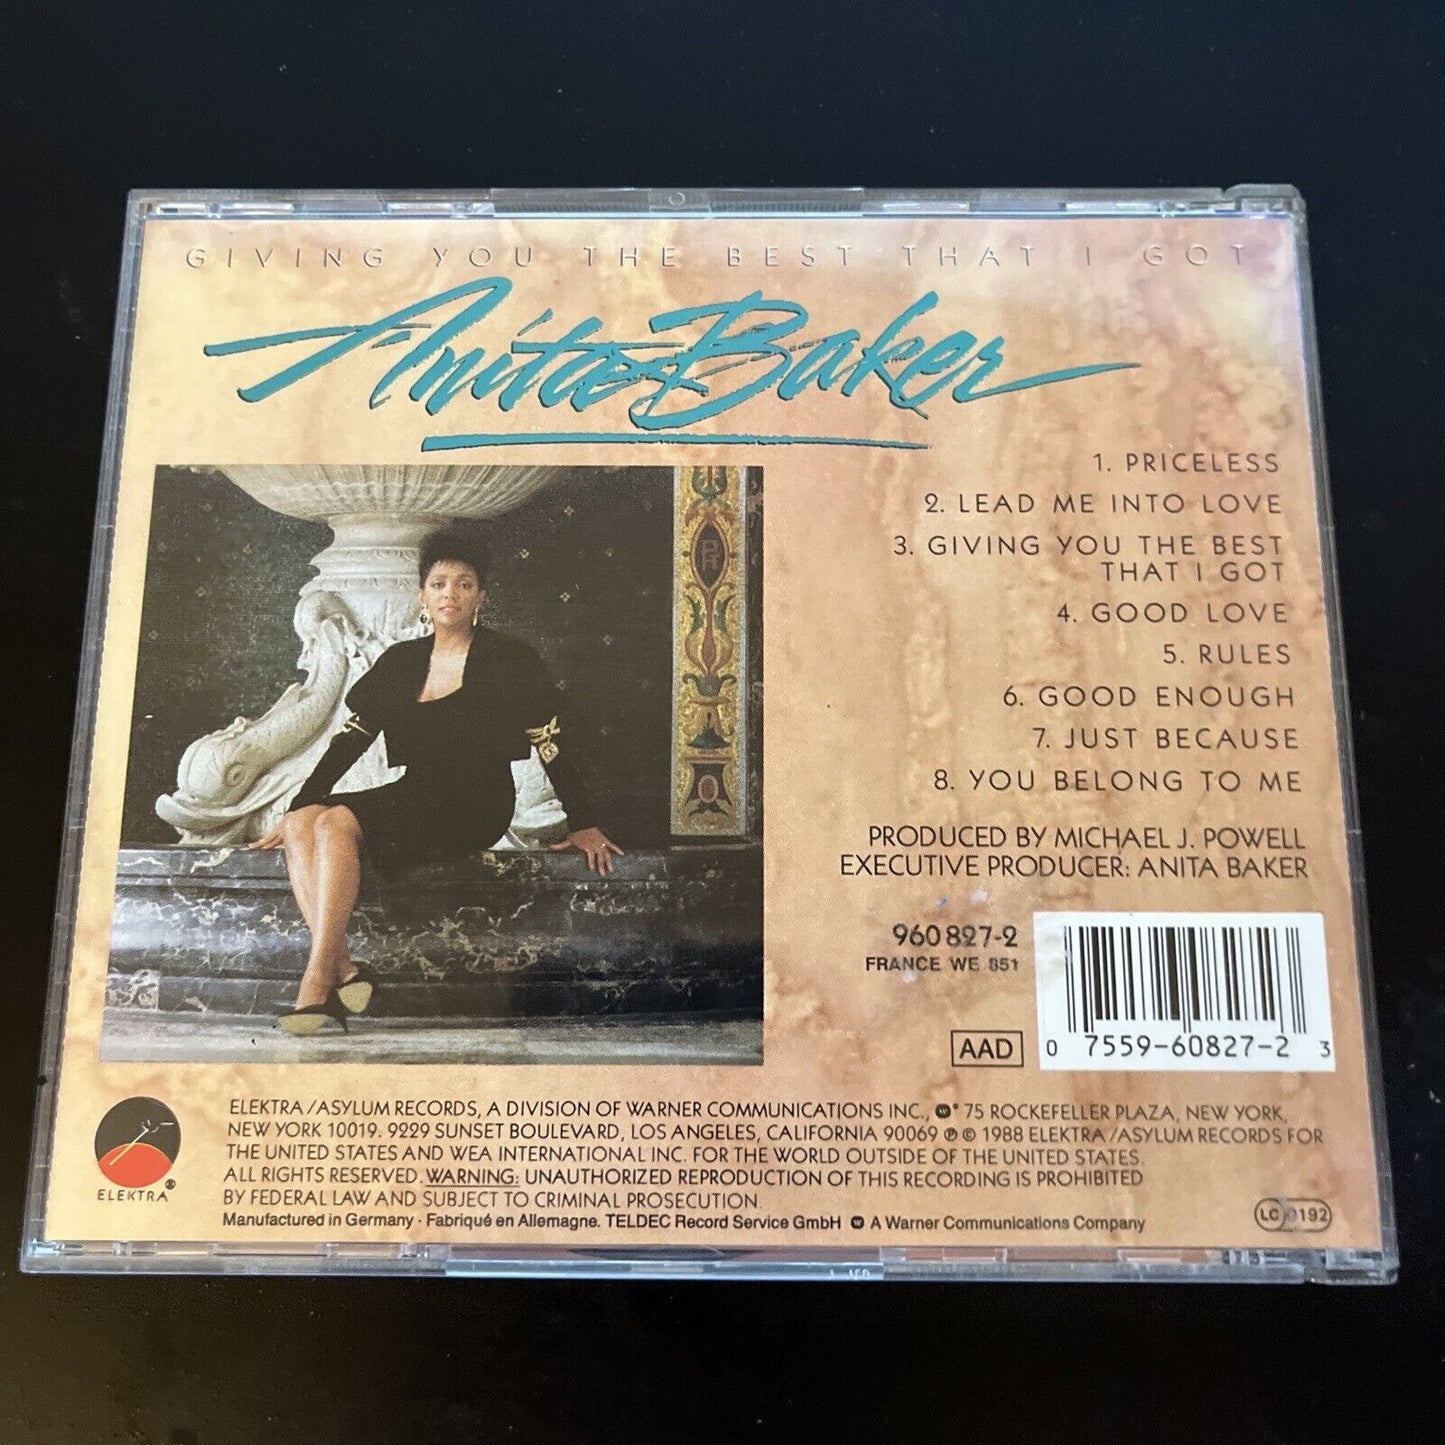 GIVING YOU THE BEST THAT I GOT
Anita Baker
1. PRICELESS
2. LEAD ME INTO LOVE
3. GIVING YOU THE BEST
THAT I GOT
4. GOOD LOVE
5. RULES
6. GOOD ENOUGH
7. JUST BECAUSE
8. YOU BELONG TO ME
PRODUCED BY MICHAEL J. POWELL
EXECUTIVE PRODUCER: ANITA BAKER
960 827-2
FRANCE WE 851
AAD
0 7559-60827-2 3
ELEKTRA
ELEKTRA/ASYLUM RECORDS, A DIVISION OF WARNER COMMUNICATIONS INC., 75 ROCKEFELLER PLAZA, NEW YORK,
NEW YORK 10019. 9229 SUNSET BOULEVARD, LOS ANGELES, CALIFORNIA 90069 ℗ © 1988 ELEKTRA/ASYLUM RECORDS FOR
THE UNITED STATES AND WEA INTERNATIONAL INC. FOR THE WORLD OUTSIDE OF THE UNITED STATES.
ALL RIGHTS RESERVED. WARNING: UNAUTHORIZED REPRODUCTION OF THIS RECORDING IS PROHIBITED
BY FEDERAL LAW AND SUBJECT TO CRIMINAL PROSECUTION.
Manufactured in Germany · Fabriqué en Allemagne. TELDEC Record Service GmbH A Warner Communications Company
LC 0192